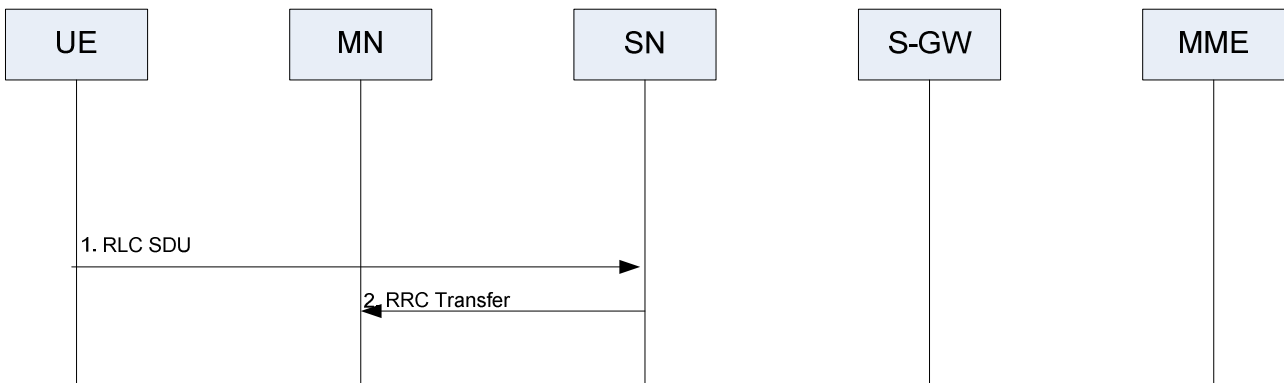 UE
MN
SN
S-GW
MME
1. RLC SDU
2. RRC Transfer